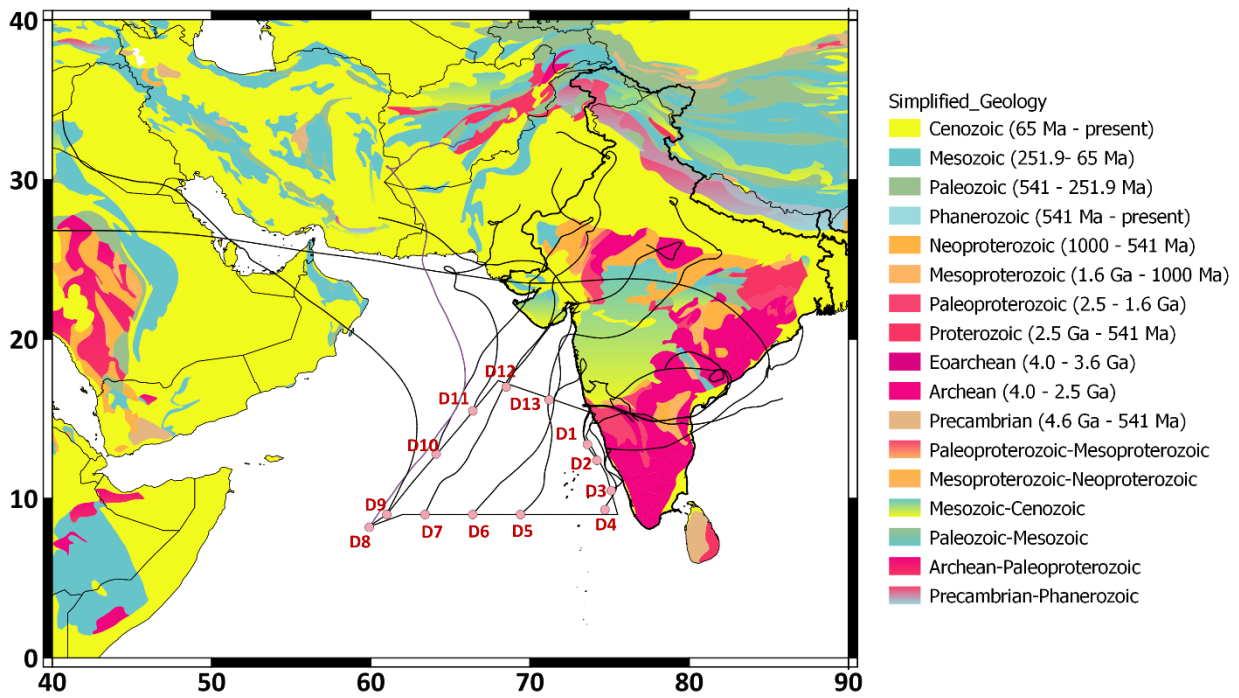 40
30
20
10
0
40
50
60
70
80
90
D12
D11
D13
D1
D10
D2
D3
D9
D4
D8
D7
D6
D5
Simplified_Geology
Cenozoic (65 Ma - present)
Mesozoic (251.9- 65 Ma)
Paleozoic (541 - 251.9 Ma)
Phanerozoic (541 Ma - present)
Neoproterozoic (1000 - 541 Ma)
Mesoproterozoic (1.6 Ga - 1000 Ma)
Paleoproterozoic (2.5 - 1.6 Ga)
Proterozoic (2.5 Ga - 541 Ma)
Eoarchean (4.0 - 3.6 Ga)
Archean (4.0 - 2.5 Ga)
Precambrian (4.6 Ga - 541 Ma)
Paleoproterozoic-Mesoproterozoic
Mesoproterozoic-Neoproterozoic
Mesozoic-Cenozoic
Paleozoic-Mesozoic
Archean-Paleoproterozoic
Precambrian-Phanerozoic